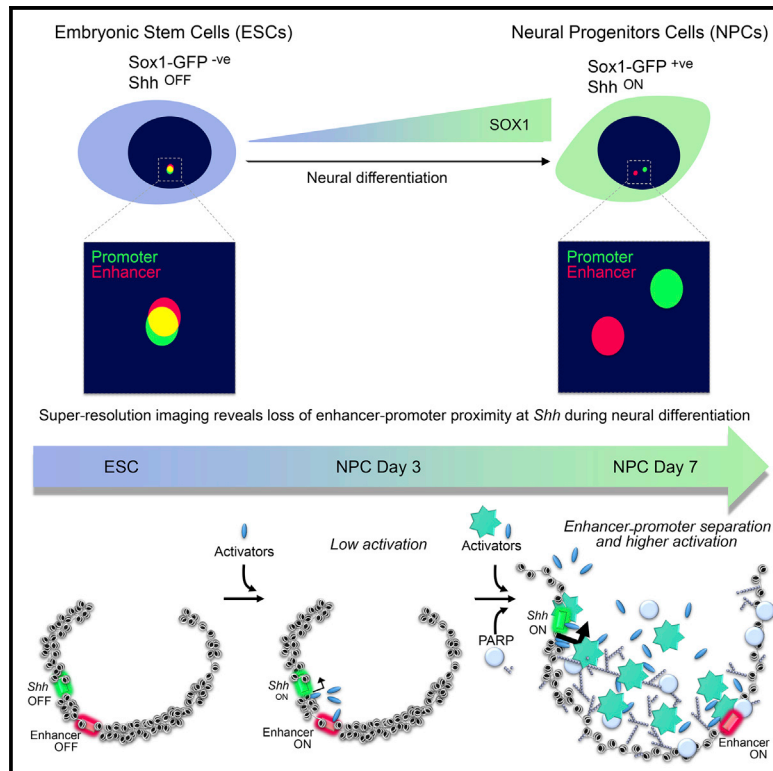 Embryonic Stem Cells (ESCs)
Neural Progenitors Cells (NPCs)
Sox1-GFP -ve
Shh OFF
Sox1-GFP +ve
Shh ON
SOX1
Neural differentiation
Promoter
Enhancer
Promoter
Enhancer
Super-resolution imaging reveals loss of enhancer-promoter proximity at Shh during neural differentiation
ESC
NPC Day 3
NPC Day 7
Activators
Low activation
Activators
Enhancer-promoter separation
and higher activation
PARP
Shh
OFF
Enhancer
OFF
Shh
ON
Enhancer
ON
Shh
ON
Enhancer
ON